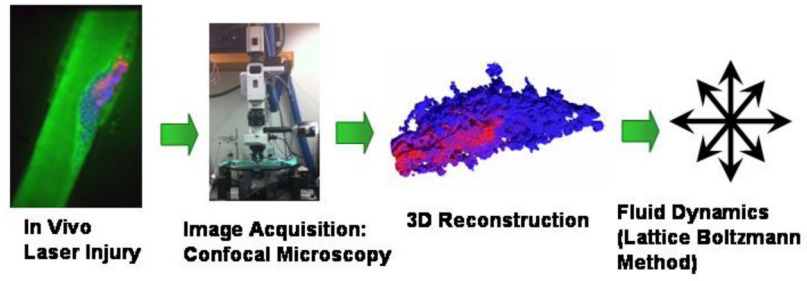 In Vivo
Laser Injury
Image Acquisition:
Confocal Microscopy
3D Reconstruction
Fluid Dynamics
(Lattice Boltzmann
Method)